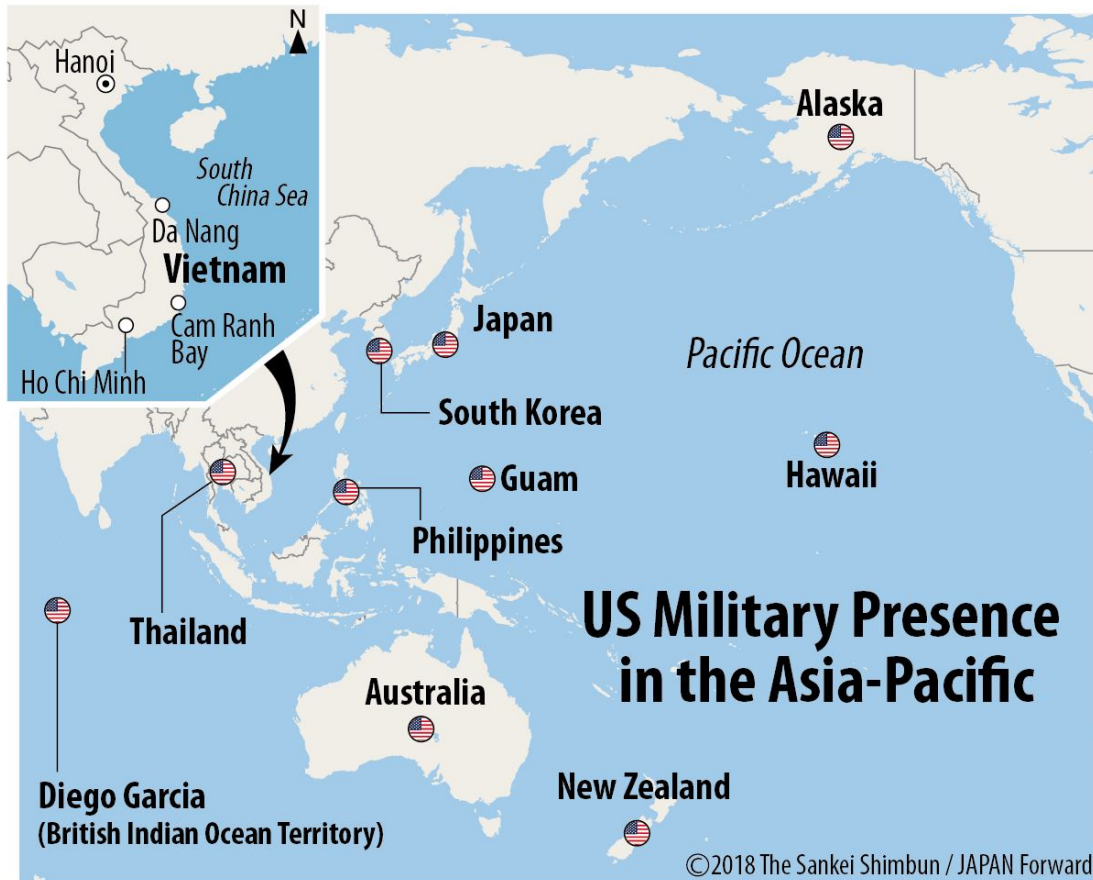 N
Hanoi
South
China Sea
Da Nang
Vietnam
Cam Ranh
Bay
Ho Chi Minh
Alaska
Japan
Pacific Ocean
South Korea
Guam
Hawaii
Philippines
Thailand
US Military Presence
in the Asia-Pacific
Australia
New Zealand
Diego Garcia
(British Indian Ocean Territory)
©2018 The Sankei Shimbun / JAPAN Forward